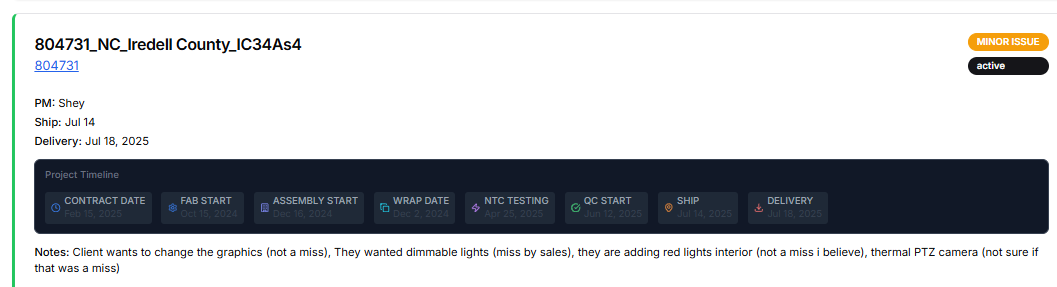 804731_NC_Iredell County_IC34As4
MINOR ISSUE
804731
active
PM: Shey
Ship: Jul 14
Delivery: Jul 18, 2025
Project Timeline
CONTRACT DATE FAB START ASSEMBLY START WRAP DATE NTC TESTING QC START SHIP DELIVERY
Feb 15, 2025 Oct 15, 2024 Dec 16, 2024 Dec 2, 2024 Apr 25, 2025 Jun 12, 2025 Jul 14, 2025 Jul 18, 2025
Notes: Client wants to change the graphics (not a miss), They wanted dimmable lights (miss by sales), they are adding red lights interior (not a miss i believe), thermal PTZ camera (not sure if
that was a miss)